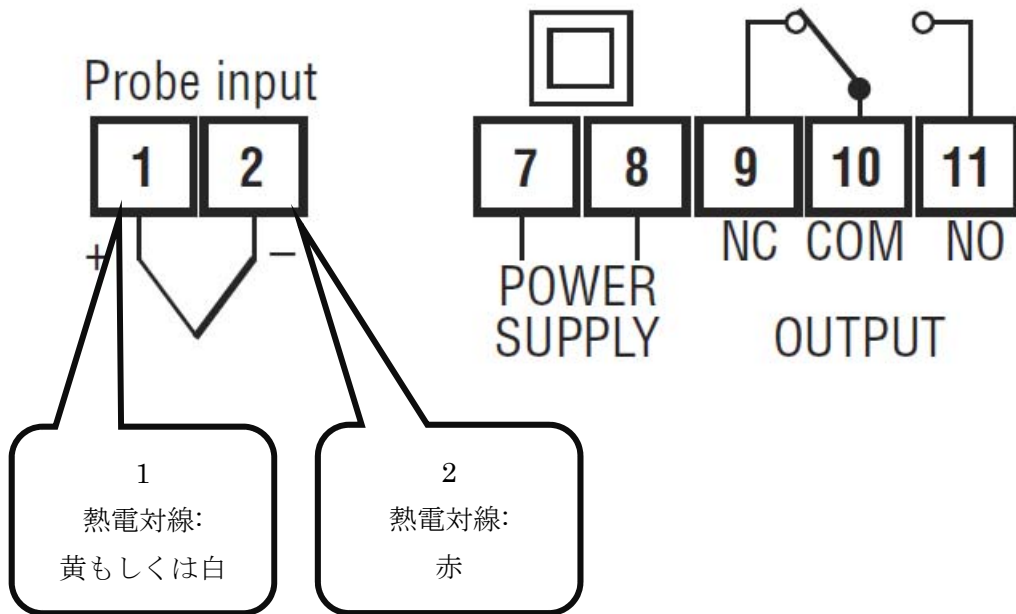 Probe input
1 2
+ −
7 8 9 10 11
NC COM NO
POWER
SUPPLY
OUTPUT
1
熱電対線:
黄もしくは白
2
熱電対線:
赤